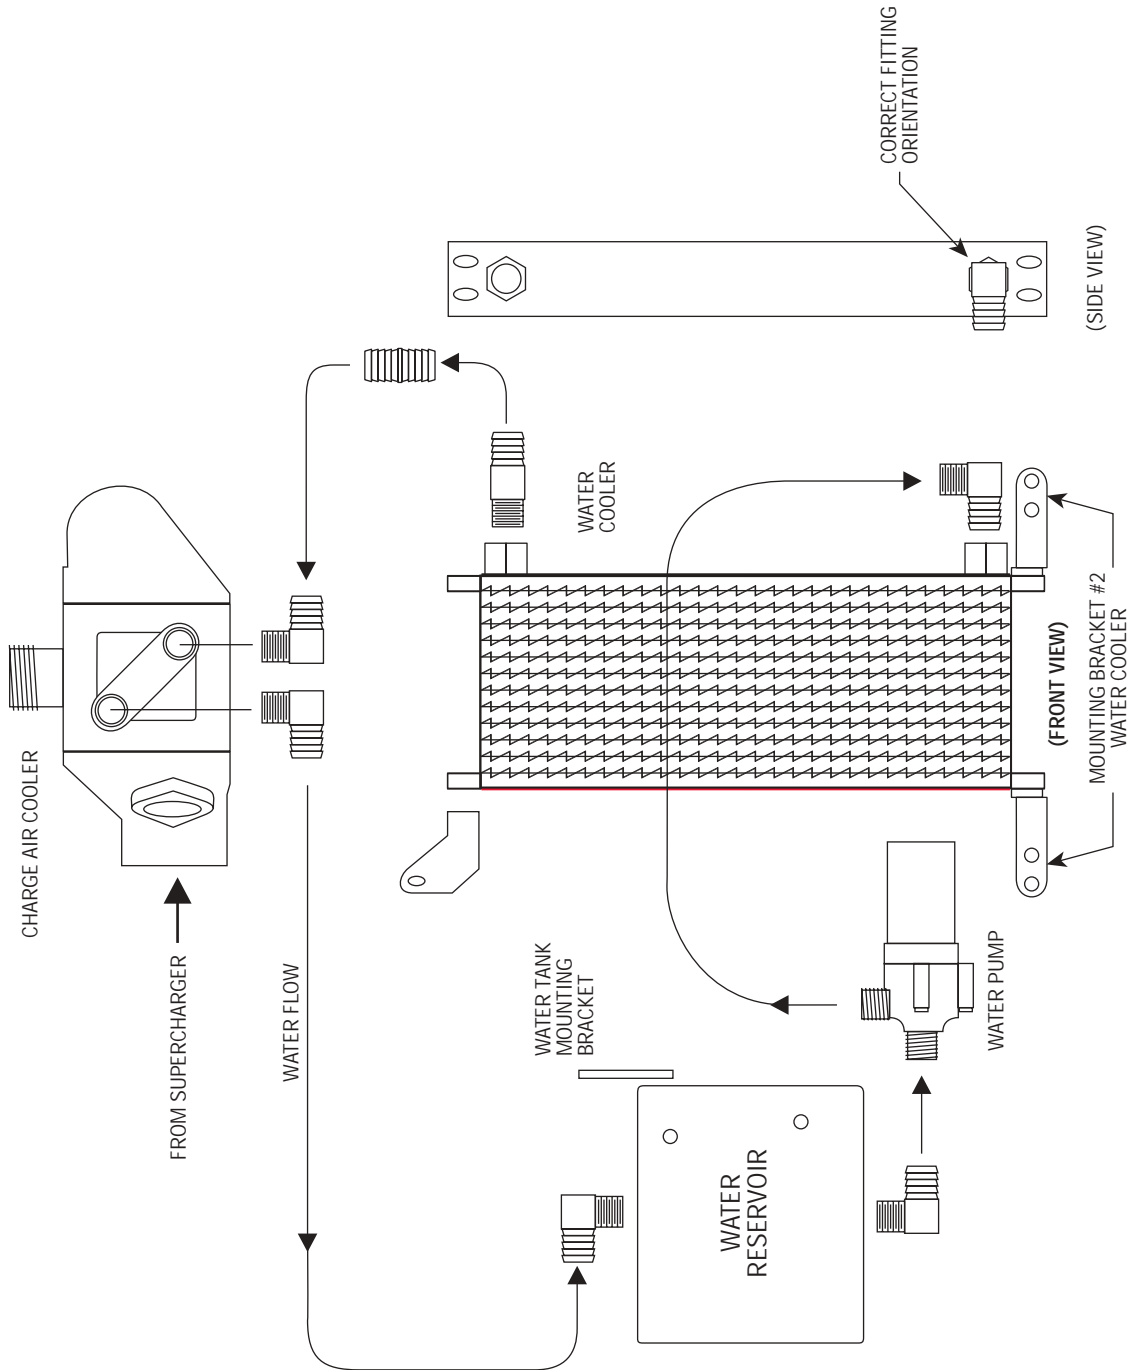 CHARGE AIR COOLER
FROM SUPERCHARGER
WATER FLOW
WATER TANK
MOUNTING
BRACKET
WATER
RESERVOIR
WATER PUMP
WATER
COOLER
(FRONT VIEW)
MOUNTING BRACKET #2
WATER COOLER
CORRECT FITTING
ORIENTATION
(SIDE VIEW)